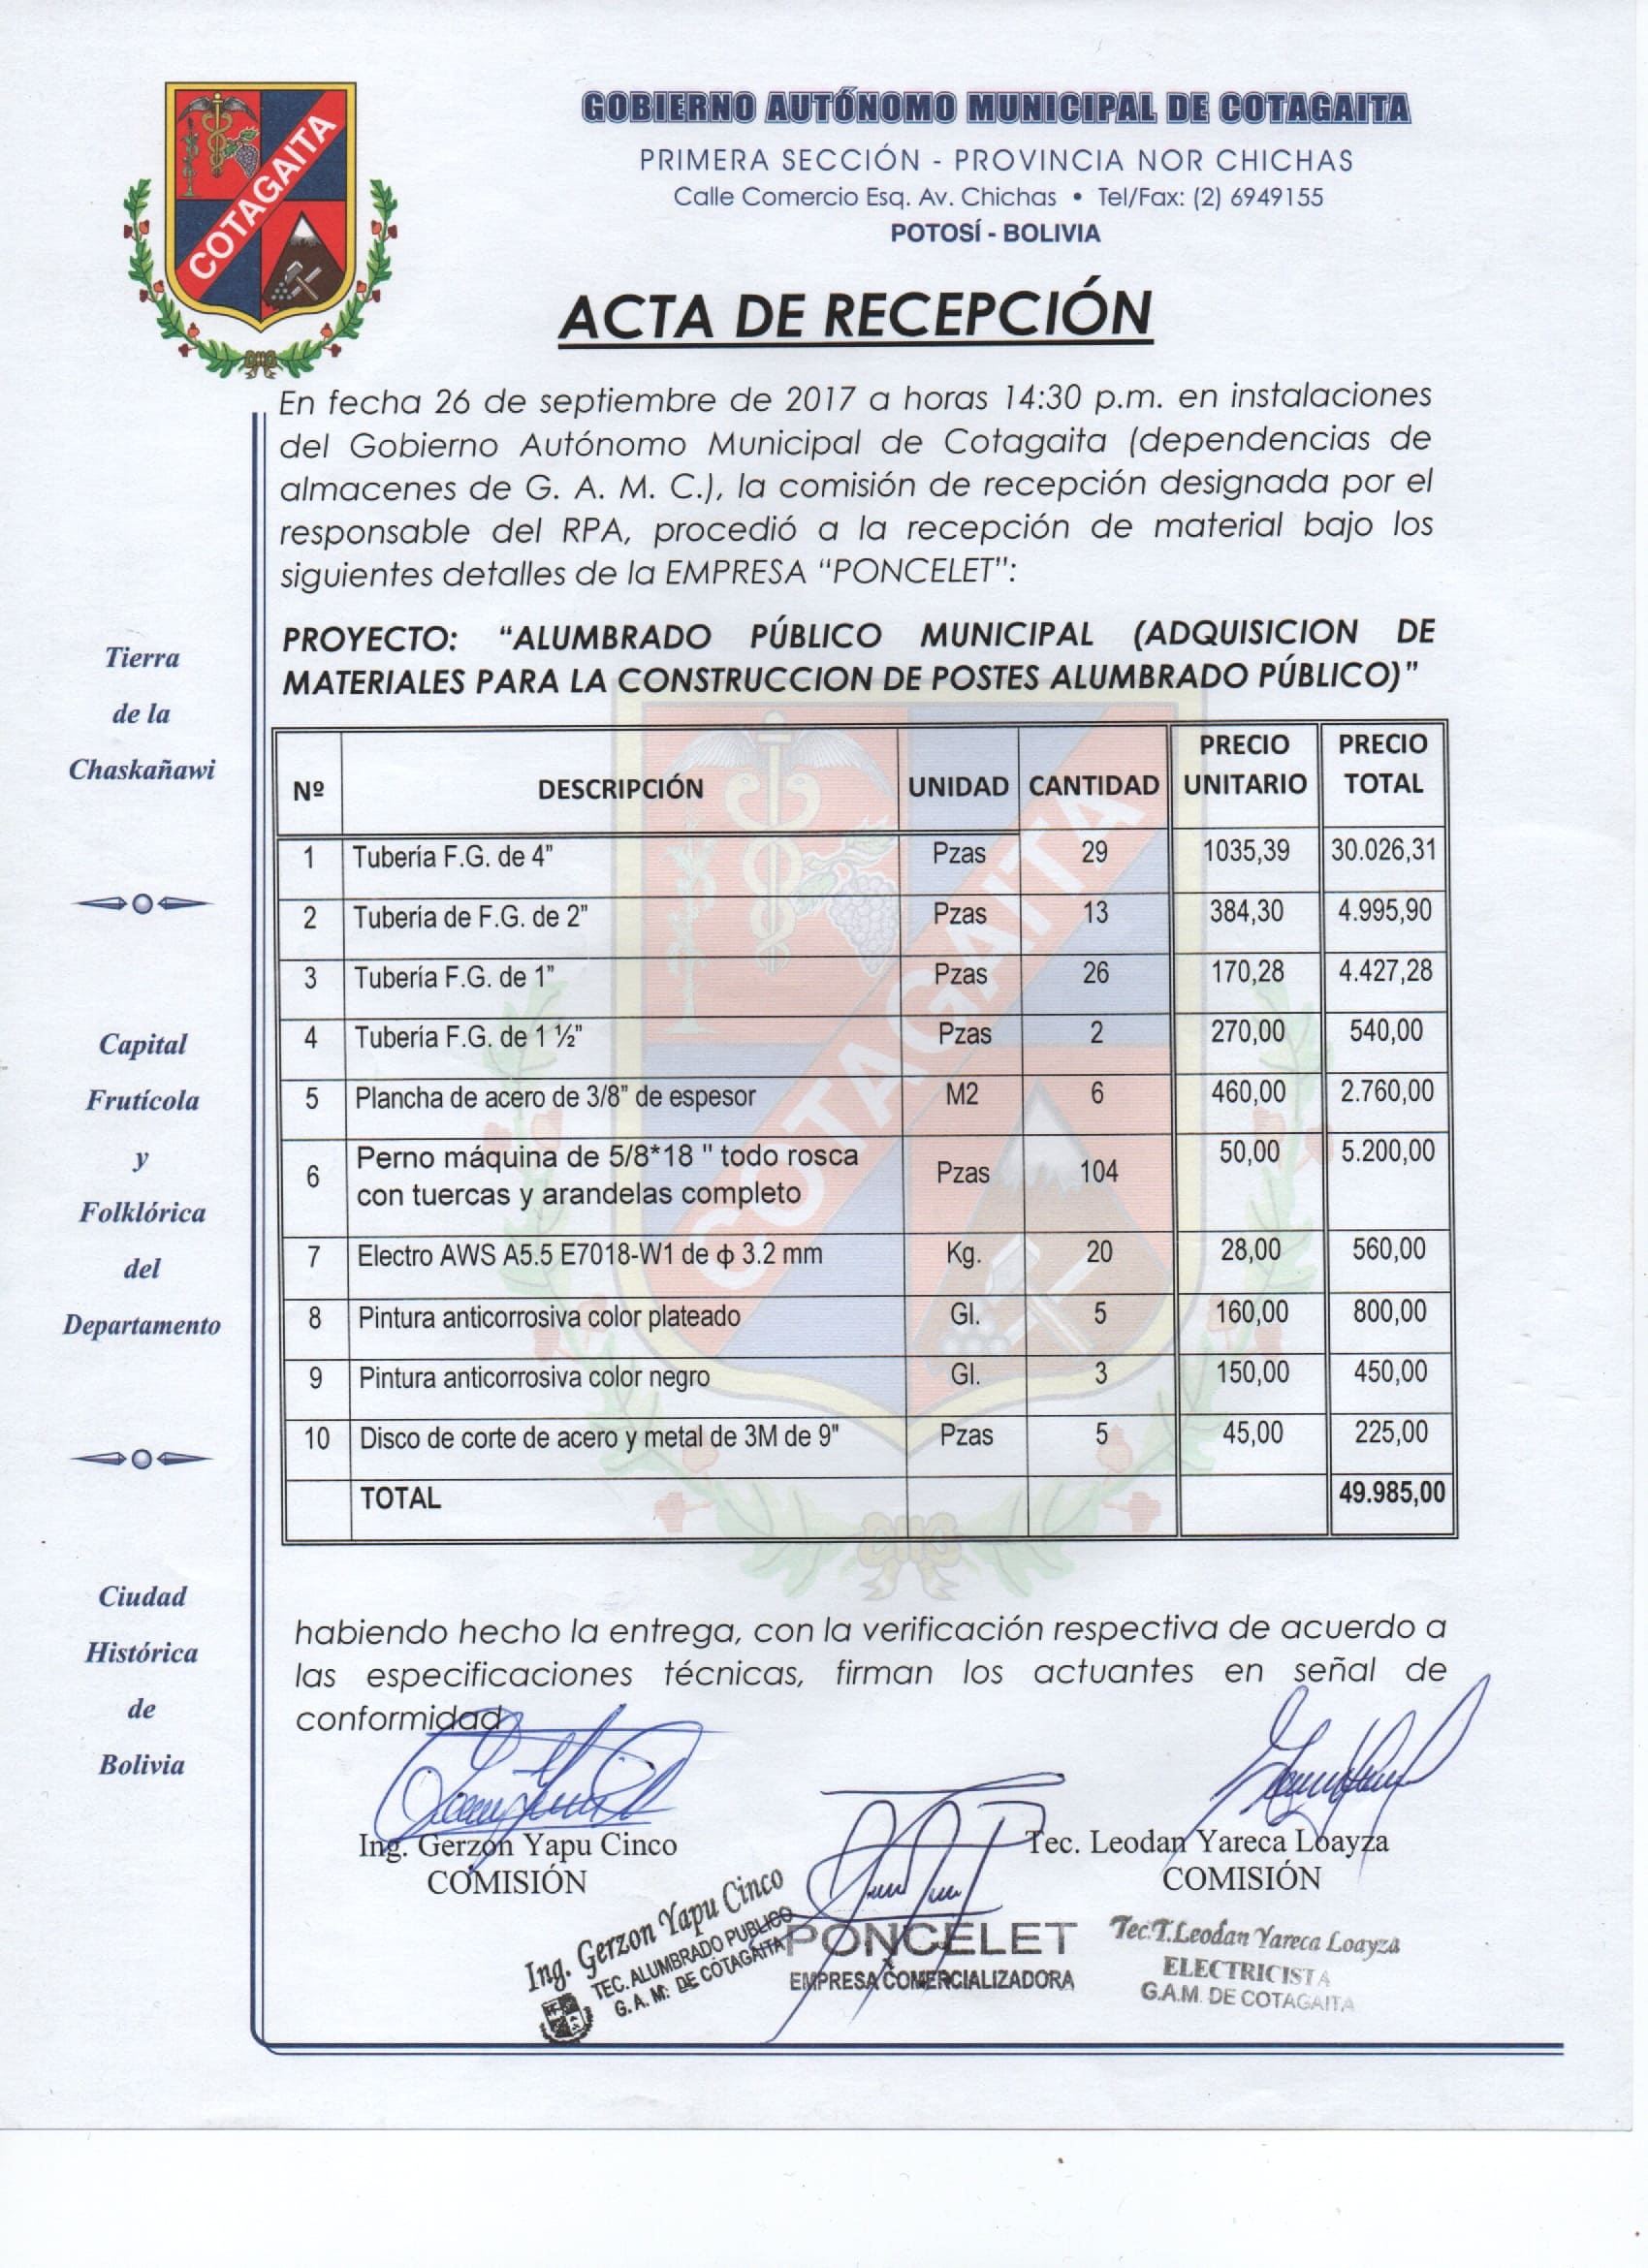 COTAGAITA
GOBIERNO AUTÓNOMO MUNICIPAL DE COTAGAITA
PRIMERA SECCIÓN - PROVINCIA NOR CHICHAS
Calle Comercio Esq. Av. Chichas • Tel/Fax: (2) 6949155
POTOSÍ - BOLIVIA
ACTA DE RECEPCIÓN
En fecha 26 de septiembre de 2017 a horas 14:30 p.m. en instalaciones
del Gobierno Autónomo Municipal de Cotagaita (dependencias de
almacenes de G. A. M. C.), la comisión de recepción designada por el
responsable del RPA, procedió a la recepción de material bajo los
siguientes detalles de la EMPRESA “PONCELET”:
PROYECTO: “ALUMBRADO PÚBLICO MUNICIPAL (ADQUISICION DE
MATERIALES PARA LA CONSTRUCCION DE POSTES ALUMBRADO PÚBLICO)”
Nº DESCRIPCIÓN UNIDAD CANTIDAD PRECIO UNITARIO PRECIO TOTAL
1 Tubería F.G. de 4” Pzas 29 1035,39 30.026,31
2 Tubería de F.G. de 2” Pzas 13 384,30 4.995,90
3 Tubería F.G. de 1” Pzas 26 170,28 4.427,28
4 Tubería F.G. de 1 ½” Pzas 2 270,00 540,00
5 Plancha de acero de 3/8” de espesor M2 6 460,00 2.760,00
6 Perno máquina de 5/8*18 " todo rosca
con tuercas y arandelas completo Pzas 104 50,00 5.200,00
7 Electro AWS A5.5 E7018-W1 de ф 3.2 mm Kg. 20 28,00 560,00
8 Pintura anticorrosiva color plateado Gl. 5 160,00 800,00
9 Pintura anticorrosiva color negro Gl. 3 150,00 450,00
10 Disco de corte de acero y metal de 3M de 9" Pzas 5 45,00 225,00
TOTAL 49.985,00
COTAGAITA
habiendo hecho la entrega, con la verificación respectiva de acuerdo a
las especificaciones técnicas, firman los actuantes en señal de
conformidad
Ing. Gerzon Yapu Cinco
COMISIÓN
Tec. Leodan Yareca Loayza
COMISIÓN
Ing. Gerzon Yapu Cinco
TEC. ALUMBRADO PUBLICO
G. A. M. DE COTAGAITA
PONCELET
EMPRESA COMERCIALIZADORA
Tec.T.Leodan Yareca Loayza
ELECTRICISTA
G.A.M. DE COTAGAITA
Tierra
de la
Chaskañawi
Capital
Frutícola
y
Folklórica
del
Departamento
Ciudad
Histórica
de
Bolivia